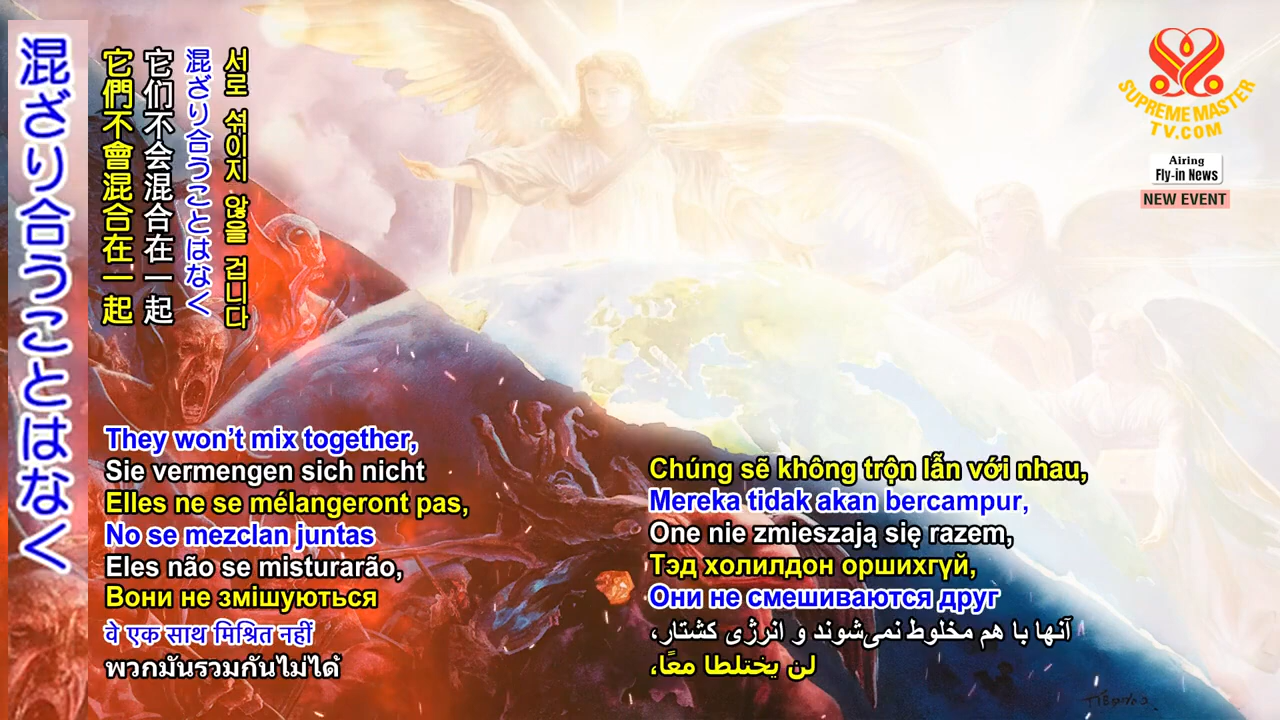 混ざり合うことはなく
它們不會混合在一起
它们不会混合在一起
混ざり合うことはなく
서로 섞이지 않을 겁니다
SUPREME MASTER
TV.COM
Airing
Fly-in News
NEW EVENT
They won’t mix together,
Sie vermengen sich nicht
Elles ne se mélangeront pas,
No se mezclan juntas
Eles não se misturarão,
Вони не змішуються
वे एक साथ मिश्रित नहीं
พวกมันรวมกันไม่ได้
Chúng sẽ không trộn lẫn với nhau,
Mereka tidak akan bercampur,
One nie zmieszają się razem,
Тэд холилдон оршихгүй,
Они не смешиваются друг
آنها با هم مخلوط نمی‌شوند و انرژی کشتار،
لن يختلطا معًا،